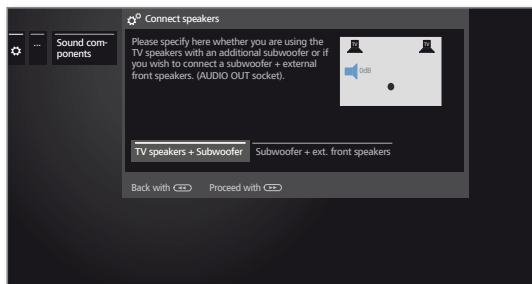 Connect speakers
...
Sound com-
ponents
Please specify here whether you are using the
TV speakers with an additional subwoofer or if
you wish to connect a subwoofer + external
front speakers. (AUDIO OUT socket).
TV TV
0dB
TV speakers + Subwoofer Subwoofer + ext. front speakers
Back with Proceed with